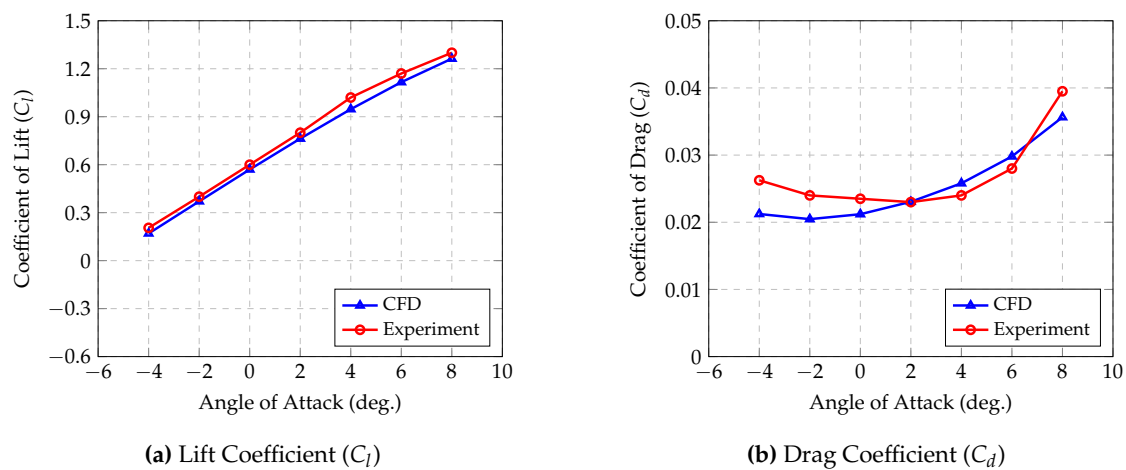 1.5
1.2
0.9
0.6
0.3
0
−0.3
−0.6
−6 −4 −2 0 2 4 6 8 10
Coefficient of Lift (C_l)
Angle of Attack (deg.)
CFD
Experiment
(a) Lift Coefficient (C_l)
0.05
0.04
0.03
0.02
0.01
0
−6 −4 −2 0 2 4 6 8 10
Coefficient of Drag (C_d)
Angle of Attack (deg.)
CFD
Experiment
(b) Drag Coefficient (C_d)